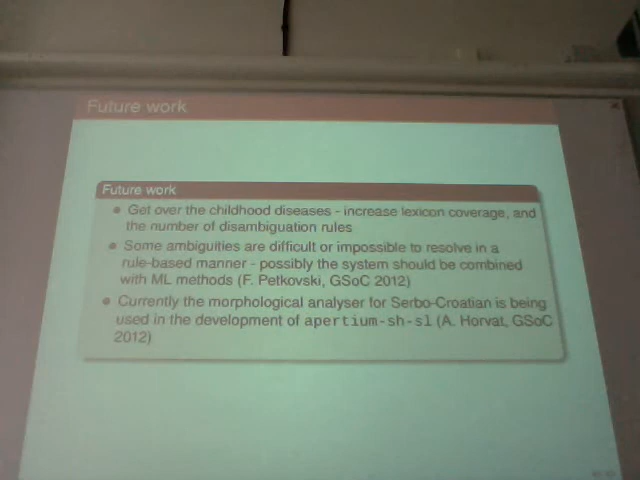 Future work
Future work
• Get over the childhood diseases - increase lexicon coverage, and
the number of disambiguation rules
• Some ambiguities are difficult or impossible to resolve in a
rule-based manner - possibly the system should be combined
with ML methods (F. Petkovski, GSoC 2012)
• Currently the morphological analyser for Serbo-Croatian is being
used in the development of apertium-sh-sl (A. Horvat, GSoC
2012)